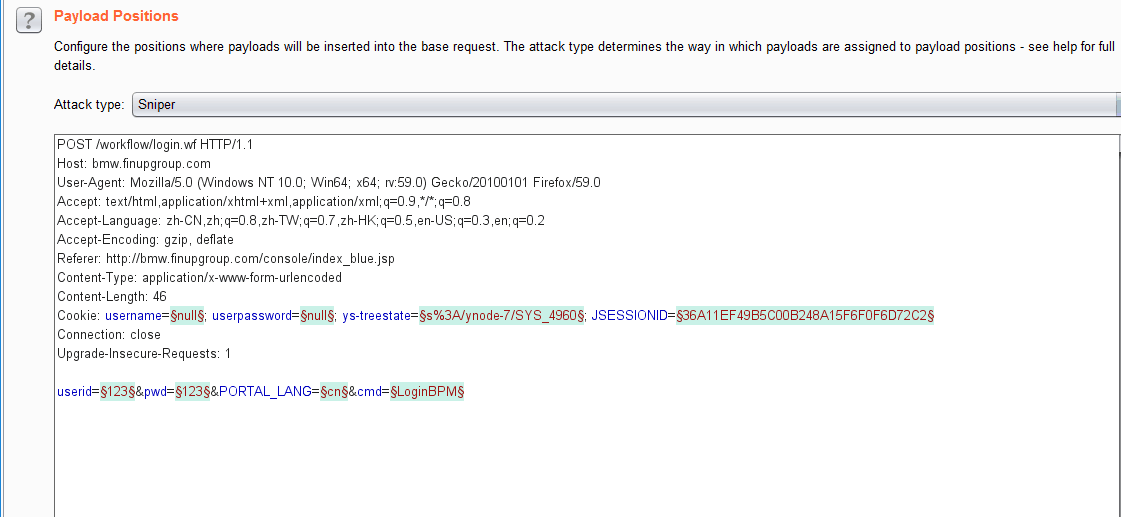 ?
Payload Positions
Configure the positions where payloads will be inserted into the base request. The attack type determines the way in which payloads are assigned to payload positions - see help for full
details.
Attack type: Sniper
POST /workflow/login.wf HTTP/1.1
Host: bmw.finupgroup.com
User-Agent: Mozilla/5.0 (Windows NT 10.0; Win64; x64; rv:59.0) Gecko/20100101 Firefox/59.0
Accept: text/html,application/xhtml+xml,application/xml;q=0.9,*/*;q=0.8
Accept-Language: zh-CN,zh;q=0.8,zh-TW;q=0.7,zh-HK;q=0.5,en-US;q=0.3,en;q=0.2
Accept-Encoding: gzip, deflate
Referer: http://bmw.finupgroup.com/console/index_blue.jsp
Content-Type: application/x-www-form-urlencoded
Content-Length: 46
Cookie: username=§null§; userpassword=§null§; ys-treestate=§s%3A/ynode-7/SYS_4960§; JSESSIONID=§36A11EF49B5C00B248A15F6F0F6D72C2§
Connection: close
Upgrade-Insecure-Requests: 1
userid=§123§&pwd=§123§&PORTAL_LANG=§cn§&cmd=§LoginBPM§